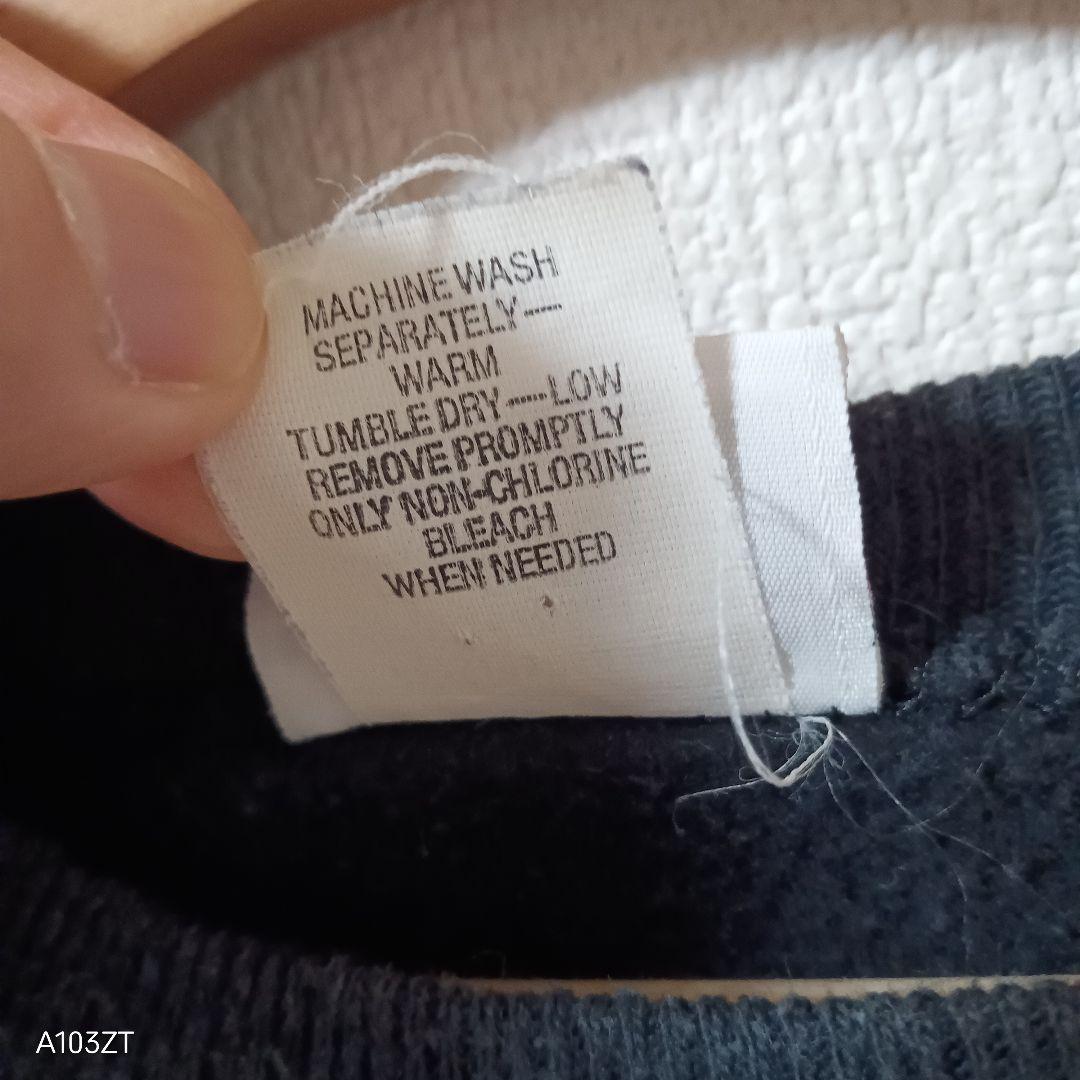 MACHINE WASH
SEPARATELY—
WARM
TUMBLE DRY—LOW
REMOVE PROMPTLY
ONLY NON-CHLORINE
BLEACH
WHEN NEEDED
A103ZT